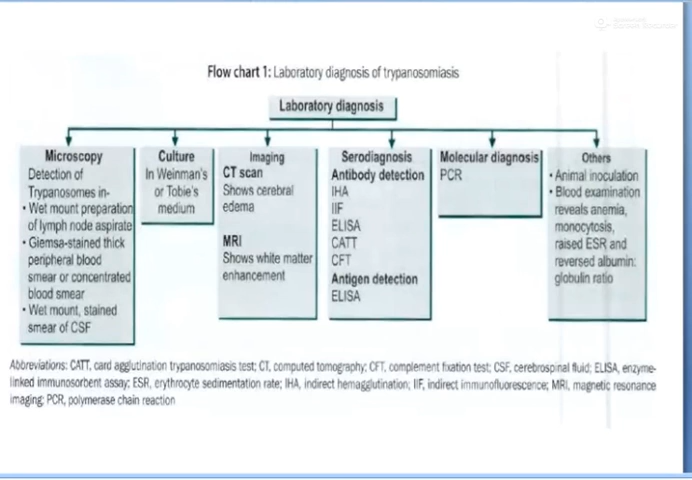 Flow chart 1: Laboratory diagnosis of trypanosomiasis
Laboratory diagnosis
Microscopy
Detection of
Trypanosomes in-
• Wet mount preparation
of lymph node aspirate
• Giemsa-stained thick
peripheral blood
smear or concentrated
blood smear
• Wet mount, stained
smear of CSF
Culture
In Weinman's
or Tobie's
medium
Imaging
CT scan
Shows cerebral
edema
MRI
Shows white matter
enhancement
Serodiagnosis
Antibody detection
IHA
IIF
ELISA
CATT
CFT
Antigen detection
ELISA
Molecular diagnosis
PCR
Others
• Animal inoculation
• Blood examination
reveals anemia,
monocytosis,
raised ESR and
reversed albumin:
globulin ratio
Abbreviations: CATT, card agglutination trypanosomiasis test; CT, computed tomography; CFT, complement fixation test; CSF, cerebrospinal fluid; ELISA, enzyme-
linked immunosorbent assay; ESR, erythrocyte sedimentation rate; IHA, indirect hemagglutination; IIF, indirect immunofluorescence; MRI, magnetic resonance
imaging; PCR, polymerase chain reaction